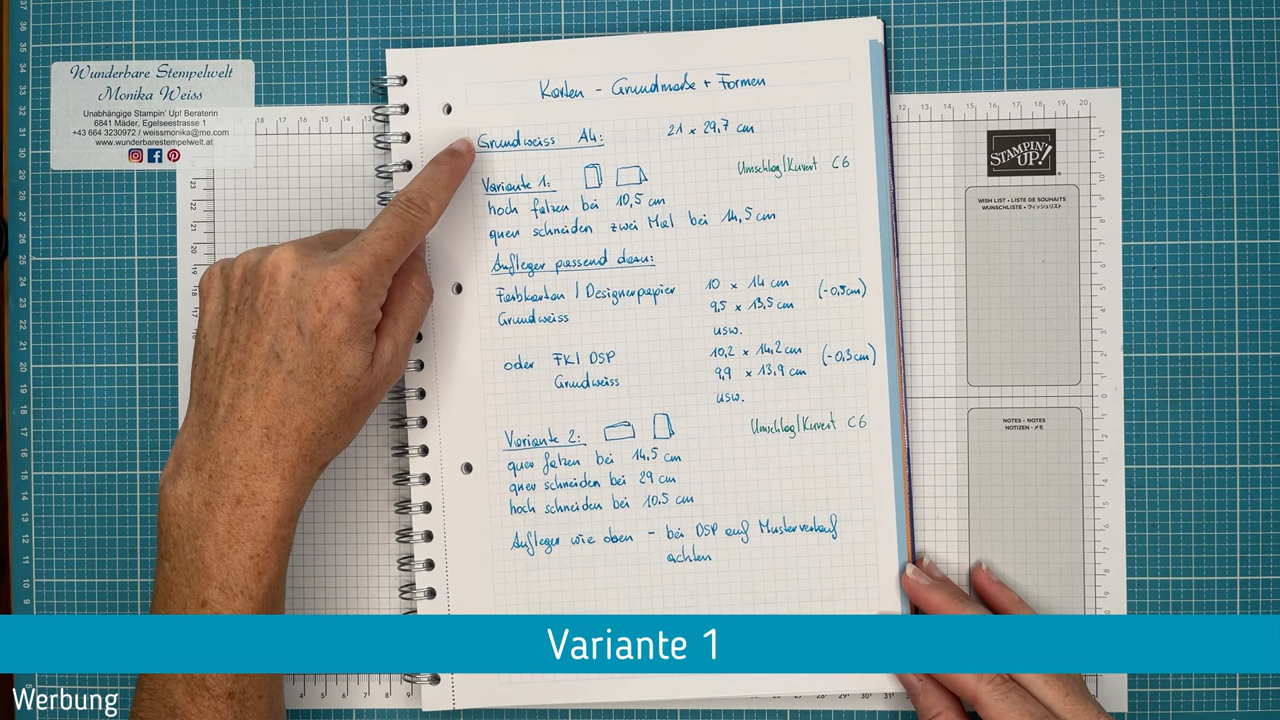 Wunderbare Stempelwelt
Monika Weiss
Unabhängige Stampin' Up! Beraterin
6841 Mäder, Egelseestrasse 1
+43 664 3230972 / weissmonika@me.com
www.wunderbarestempelwelt.at
Karten - Grundmaße + Formen
Grundweiss A4: 21 x 29,7 cm
Umschlag/Kuvert C6
Variante 1:
hoch falzen bei 10,5 cm
quer schneiden zwei Mal bei 14,5 cm
Aufleger passend dazu:
Farbkarton / Designerpapier 10 x 14 cm (-0,5cm)
Grundweiss 9,5 x 13,5 cm
usw.
oder FK/ DSP 10,2 x 14,2 cm (-0,3cm)
Grundweiss 9,9 x 13,9 cm
usw.
Variante 2: Umschlag/Kuvert C6
quer falzen bei 14,5 cm
quer schneiden bei 29 cm
hoch schneiden bei 10,5 cm
Aufleger wie oben - bei DSP auf Musterverlauf
achten
STAMPIN' UP!
WISH LIST • LISTE DE SOUHAITS
WUNSCHLISTE • ウィッシュリスト
NOTES • NOTES
NOTIZEN • メモ
Variante 1
Werbung